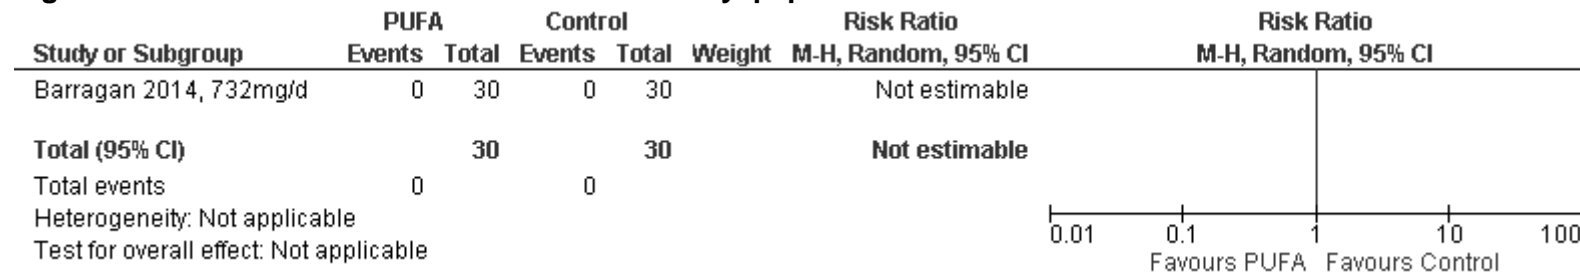 PUFA Control Risk Ratio Risk Ratio
Study or Subgroup Events Total Events Total Weight M-H, Random, 95% CI M-H, Random, 95% CI
Barragan 2014, 732mg/d 0 30 0 30 Not estimable
Total (95% CI) 30 30 Not estimable
Total events 0 0
Heterogeneity: Not applicable
Test for overall effect: Not applicable
0.01 0.1 1 10 100
Favours PUFA Favours Control